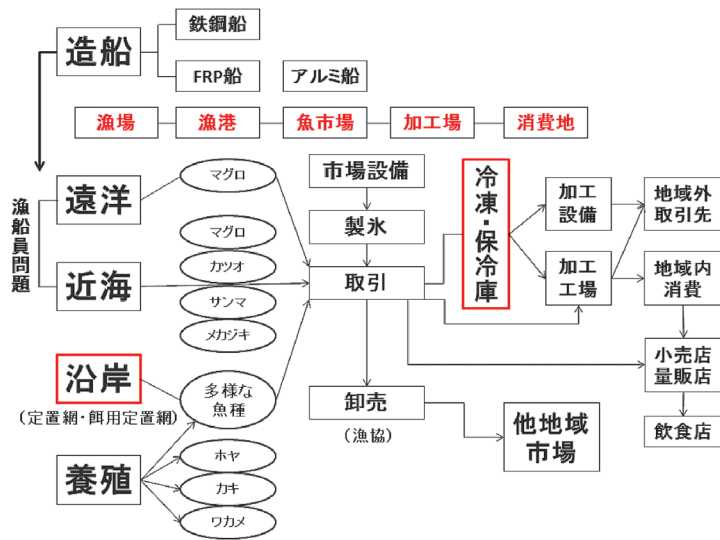 造船
鉄鋼船
FRP船
アルミ船
漁場
漁港
魚市場
加工場
消費地
漁船員問題
遠洋
近海
沿岸
(定置網・餌用定置網)
養殖
マグロ
マグロ
カツオ
サンマ
メカジキ
多様な
魚種
ホヤ
カキ
ワカメ
市場設備
製氷
取引
卸売
(漁協)
冷凍・保冷庫
加工
設備
加工
工場
他地域
市場
地域外
取引先
地域内
消費
小売店
量販店
飲食店